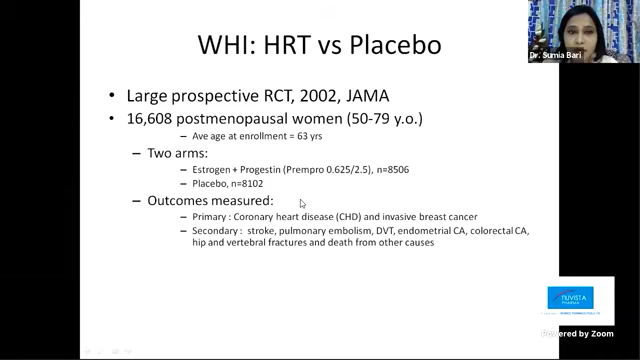 WHI: HRT vs Placebo
Dr. Sumia Bari
• Large prospective RCT, 2002, JAMA
• 16,608 postmenopausal women (50-79 y.o.)
– Ave age at enrollment = 63 yrs
– Two arms:
– Estrogen + Progestin (Prempro 0.625/2.5), n=8506
– Placebo, n=8102
– Outcomes measured:
– Primary : Coronary heart disease (CHD) and invasive breast cancer
– Secondary : stroke, pulmonary embolism, DVT, endometrial CA, colorectal CA,
hip and vertebral fractures and death from other causes
NUVISTA
PHARMA
Powered by Zoom